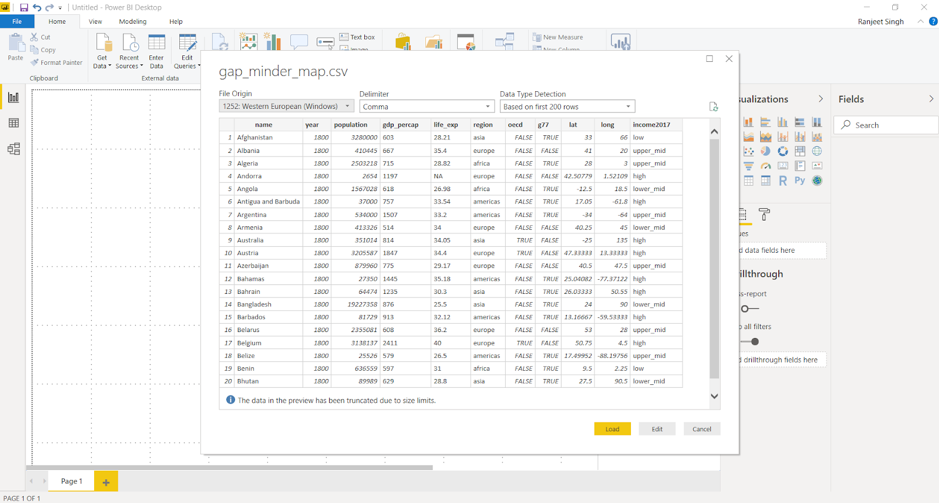 Untitled - Power BI Desktop
File Home View Modeling Help Ranjeet Singh
Paste Cut Copy Format Painter
Get Data Recent Sources Enter Data Edit Queries Text box Image New Measure New Column
Clipboard External data
gap_minder_map.csv
File Origin Delimiter Data Type Detection
1252: Western European (Windows) Comma Based on first 200 rows
name year population gdp_percap life_exp region oecd g77 lat long income2017
1 Afghanistan 1800 3280000 603 28.21 asia FALSE TRUE 33 66 low
2 Albania 1800 410445 667 35.4 europe FALSE FALSE 41 20 upper_mid
3 Algeria 1800 2503218 715 28.82 africa FALSE TRUE 28 3 upper_mid
4 Andorra 1800 2654 1197 NA europe FALSE FALSE 42.50779 1.52109 high
5 Angola 1800 1567028 618 26.98 africa FALSE TRUE -12.5 18.5 lower_mid
6 Antigua and Barbuda 1800 37000 757 33.54 americas FALSE TRUE 17.05 -61.8 high
7 Argentina 1800 534000 1507 33.2 americas FALSE TRUE -34 -64 upper_mid
8 Armenia 1800 413326 514 34 europe FALSE FALSE 40.25 45 lower_mid
9 Australia 1800 351014 814 34.05 asia TRUE FALSE -25 135 high
10 Austria 1800 3205587 1847 34.4 europe TRUE FALSE 47.33333 13.33333 high
11 Azerbaijan 1800 879960 775 29.17 europe FALSE FALSE 40.5 47.5 upper_mid
12 Bahamas 1800 27350 1445 35.18 americas FALSE TRUE 25.04082 -77.37122 high
13 Bahrain 1800 64474 1235 30.3 asia FALSE TRUE 26.03333 50.55 high
14 Bangladesh 1800 19227358 876 25.5 asia FALSE TRUE 24 90 lower_mid
15 Barbados 1800 81729 913 32.12 americas FALSE TRUE 13.16667 -59.53333 high
16 Belarus 1800 2355081 608 36.2 europe FALSE FALSE 53 28 upper_mid
17 Belgium 1800 3138137 2411 40 europe TRUE FALSE 50.75 4.5 high
18 Belize 1800 25526 579 26.5 americas FALSE TRUE 17.49952 -88.19756 upper_mid
19 Benin 1800 636559 597 31 africa FALSE TRUE 9.5 2.25 low
20 Bhutan 1800 89989 629 28.8 asia FALSE TRUE 27.5 90.5 lower_mid
The data in the preview has been truncated due to size limits.
Load Edit Cancel
sualizations Fields
Search
R Py
ues
d data fields here
rillthrough
ss-report
p all filters
d drillthrough fields here
Page 1
PAGE 1 OF 1